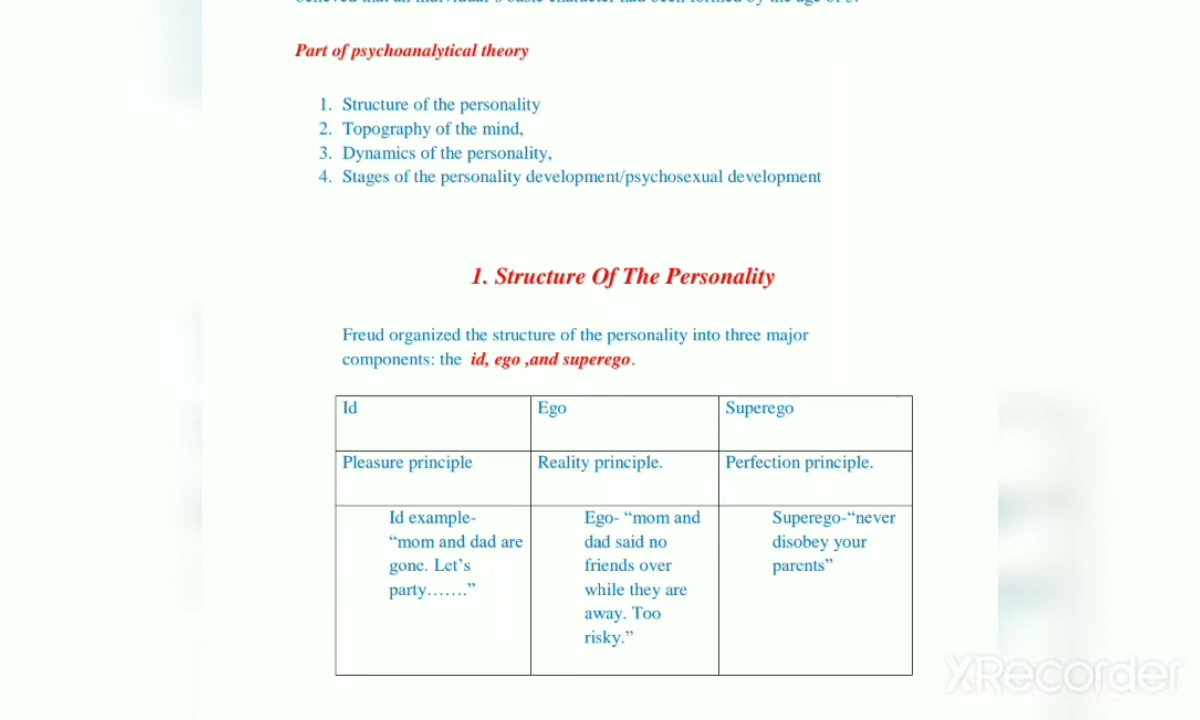 Part of psychoanalytical theory
1. Structure of the personality
2. Topography of the mind,
3. Dynamics of the personality,
4. Stages of the personality development/psychosexual development
1. Structure Of The Personality
Freud organized the structure of the personality into three major
components: the id, ego ,and superego.
Id
Ego
Superego
Pleasure principle
Reality principle.
Perfection principle.
Id example-
“mom and dad are
gone. Let’s
party…….”
Ego- “mom and
dad said no
friends over
while they are
away. Too
risky.”
Superego-“never
disobey your
parents”
XRecorder